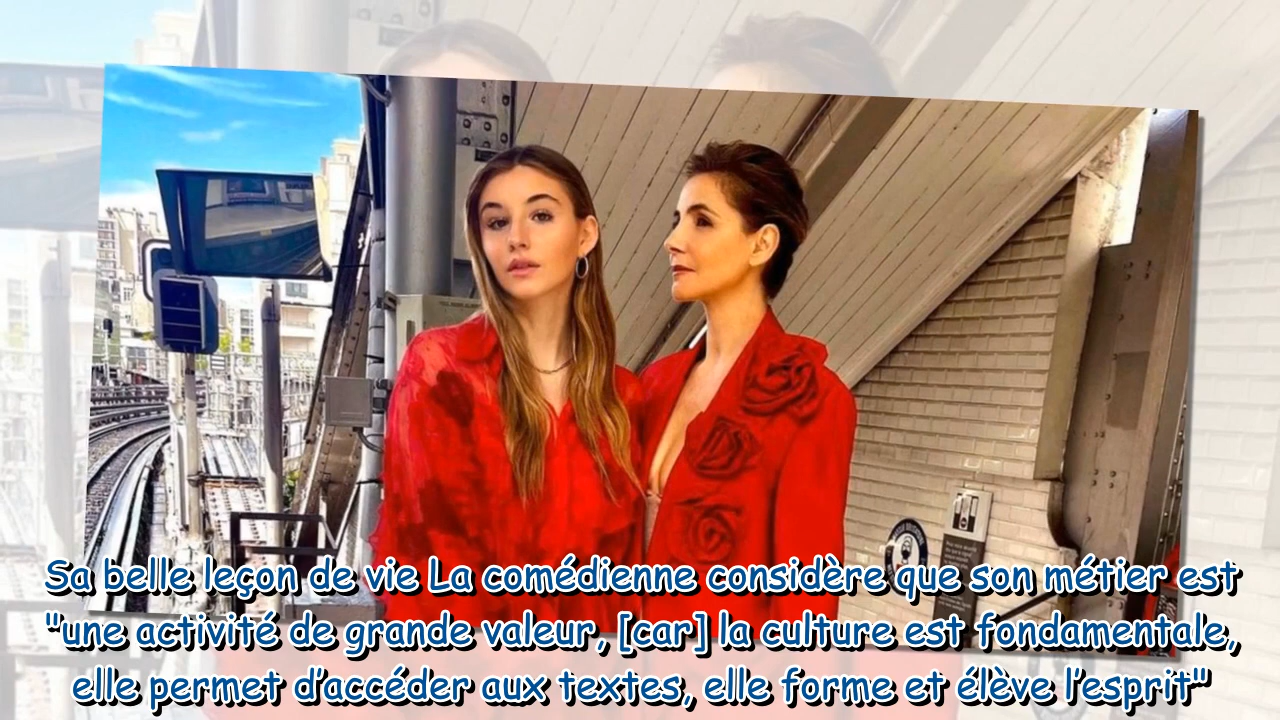 Sa belle leçon de vie La comédienne considère que son métier est
"une activité de grande valeur, [car] la culture est fondamentale,
elle permet d'accéder aux textes, elle forme et élève l'esprit"